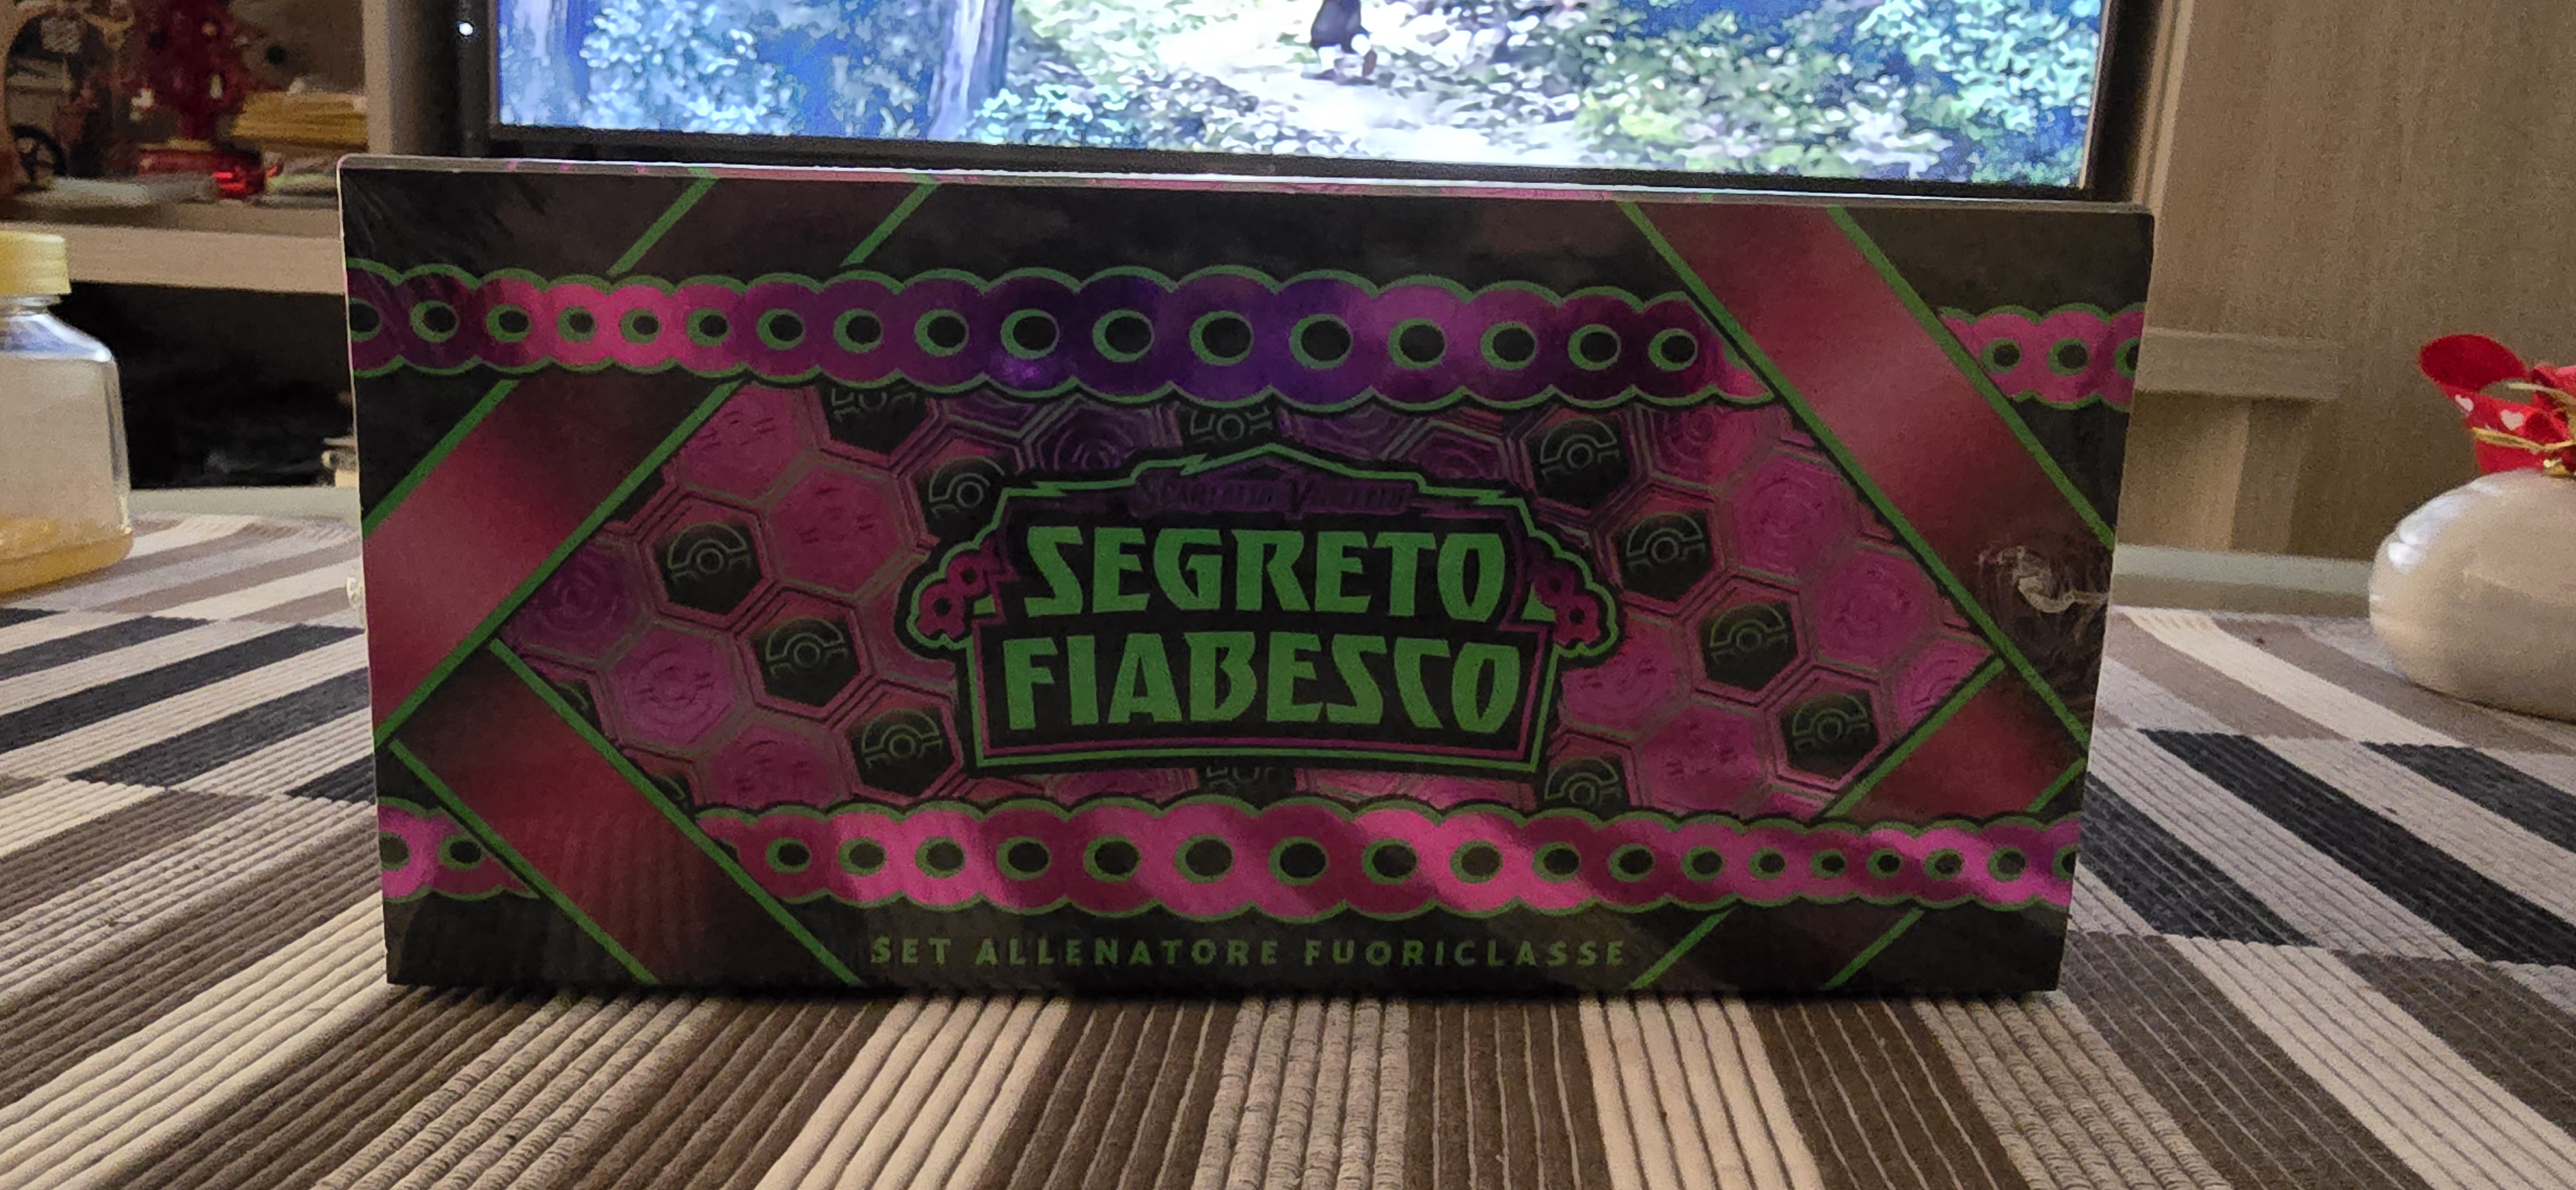 SCARLATTO E VIOLETTO
SEGRETO
FIABESCO
SET ALLENATORE FUORICLASSE